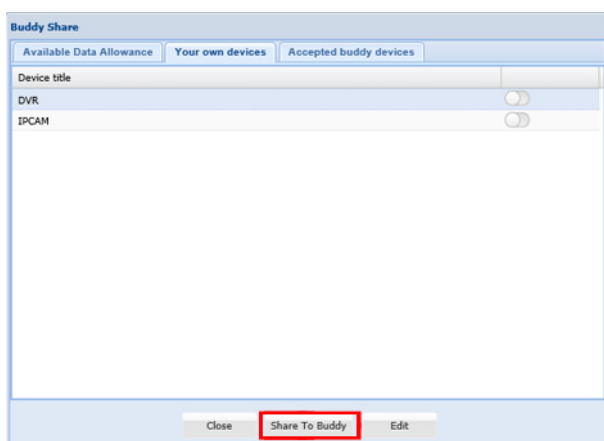 Buddy Share
Available Data Allowance Your own devices Accepted buddy devices
Device title
DVR
IPCAM
Close Share To Buddy Edit